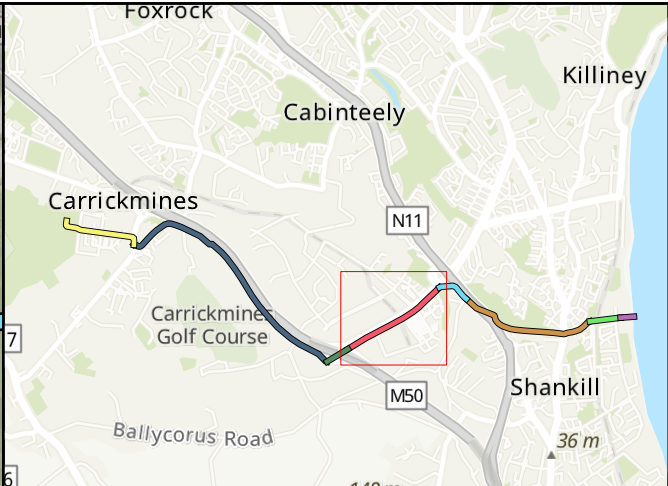 Foxrock
Killiney
Cabinteely
Carrickmines
N11
Carrickmines
Golf Course
7
Shankill
M50
Ballycorus Road
36 m
6